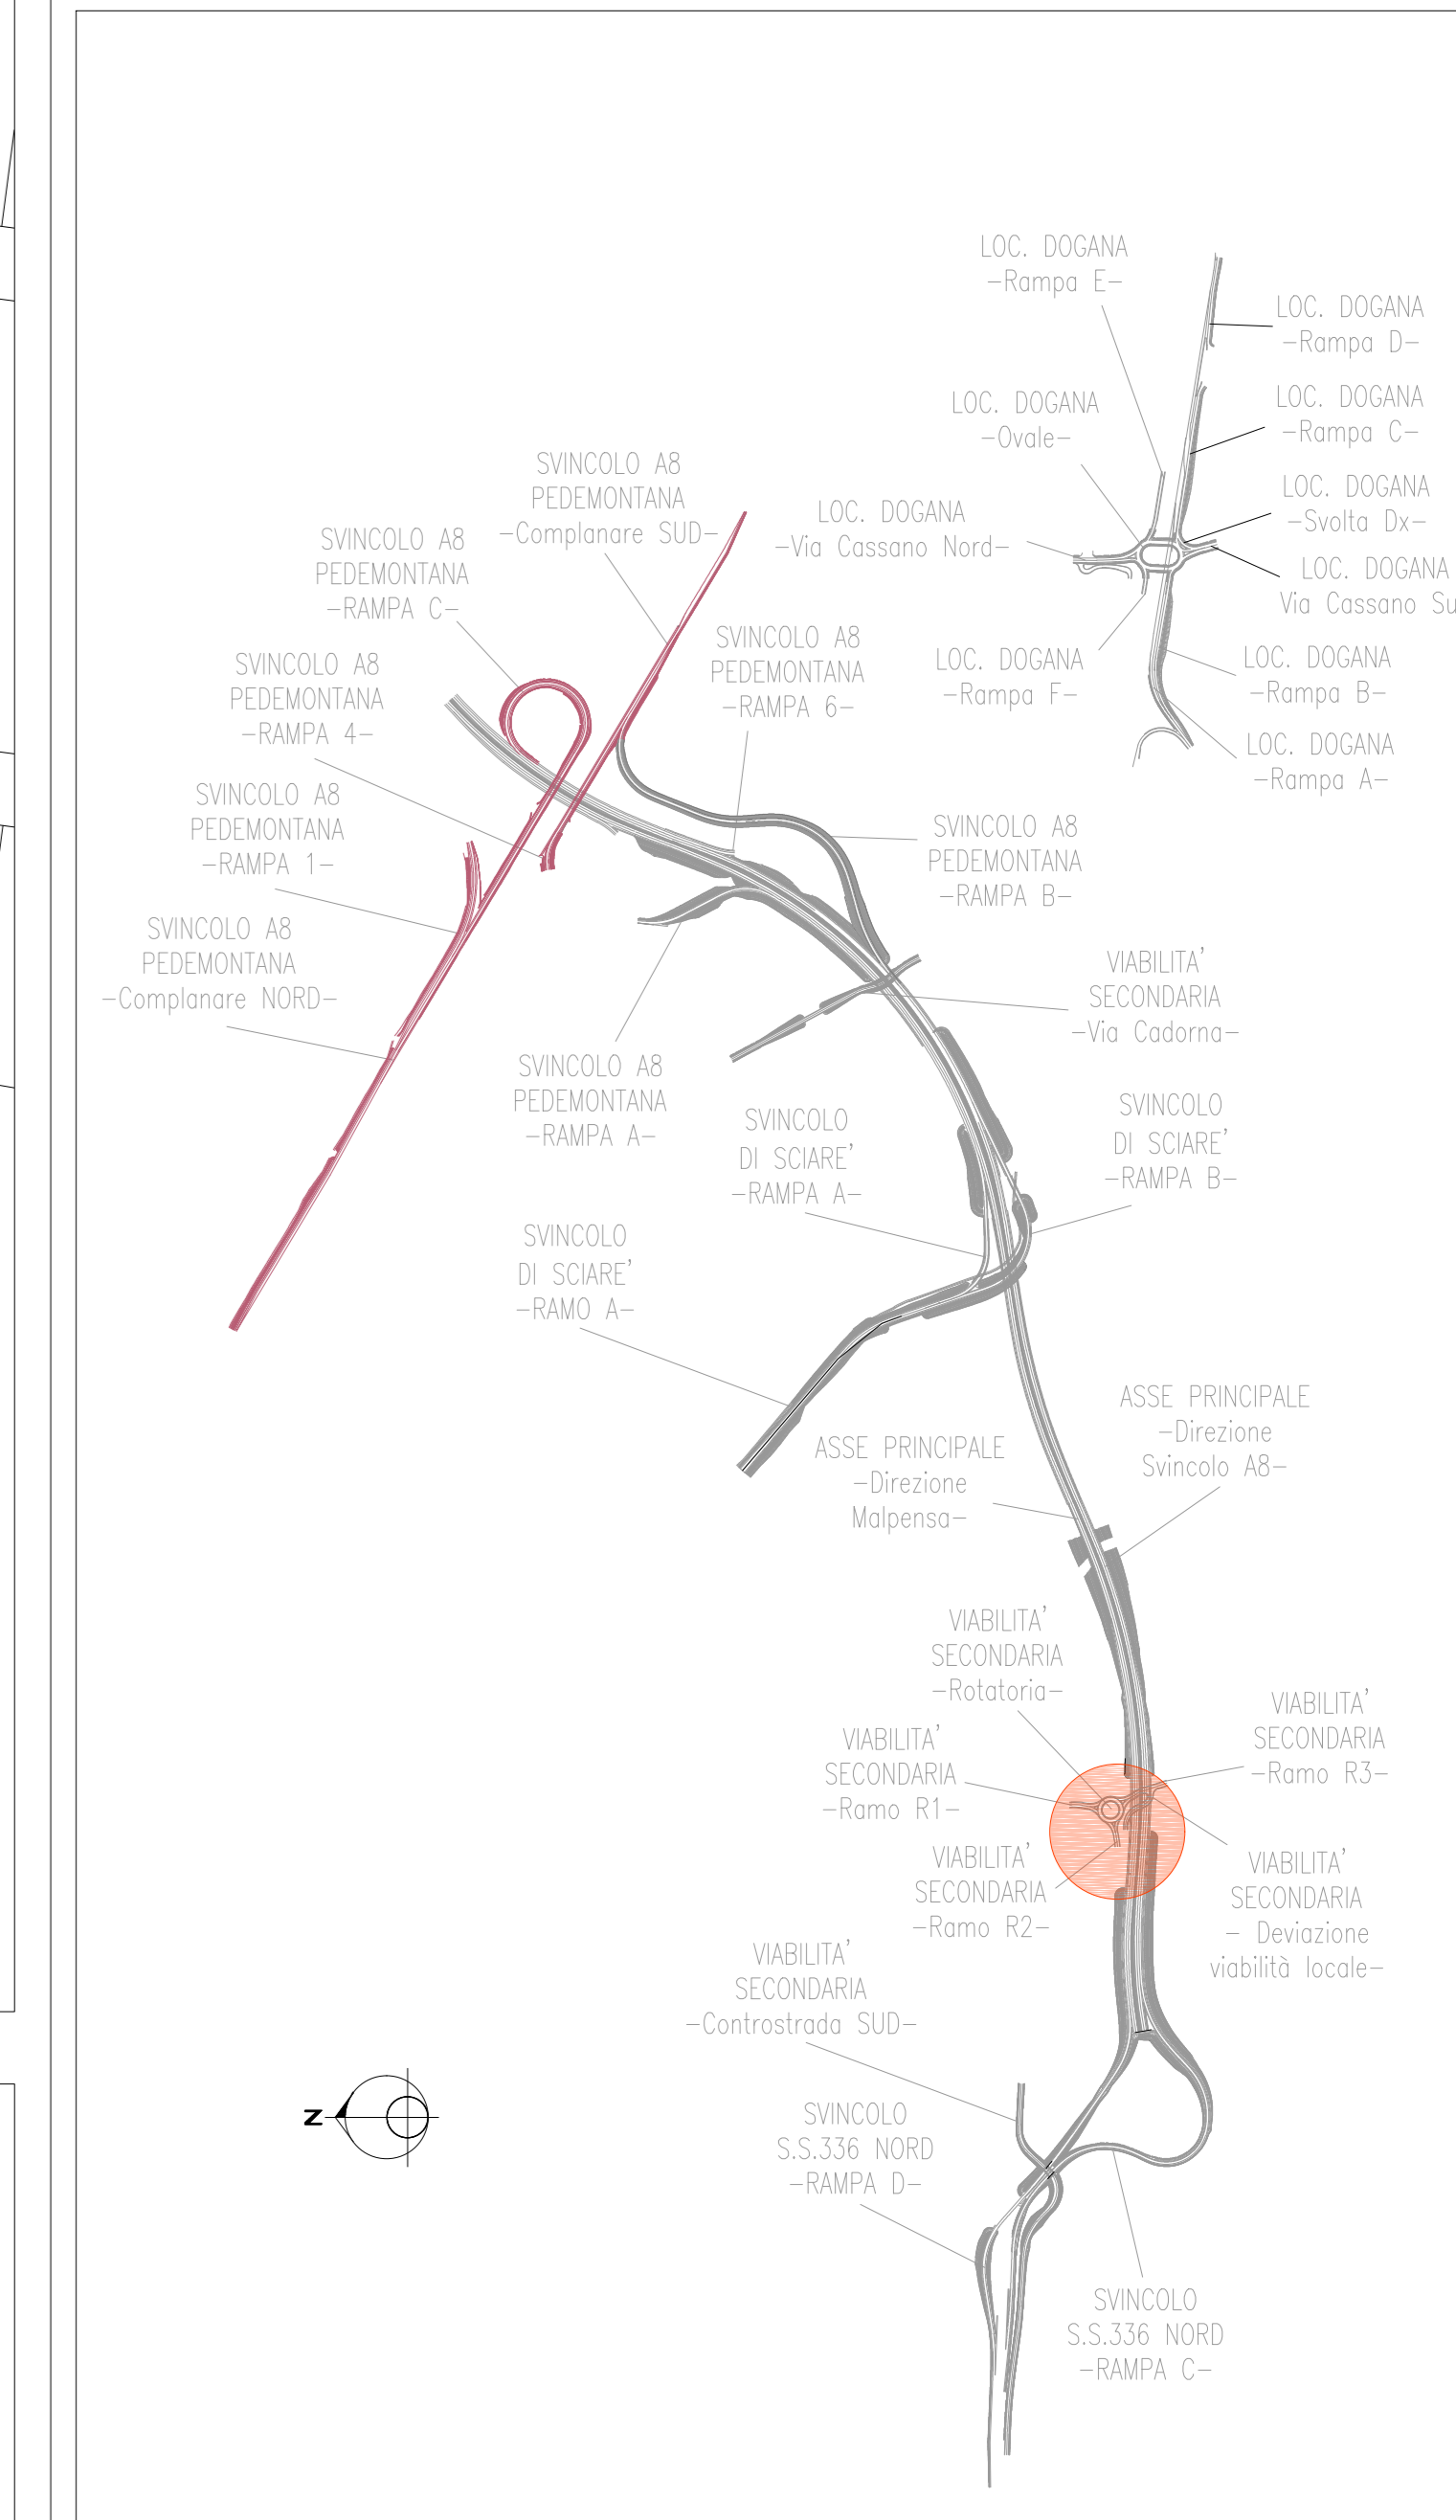 LOC. DOGANA
-Rampa E-
LOC. DOGANA
-Rampa D-
LOC. DOGANA
-Rampa C-
LOC. DOGANA
-Ovale-
SVINCOLO A8
PEDEMONTANA
-Complanare SUD-
LOC. DOGANA
-Svolta Dx-
LOC. DOGANA
-Via Cassano Nord-
SVINCOLO A8
PEDEMONTANA
-RAMPA C-
LOC. DOGANA
Via Cassano Su
SVINCOLO A8
PEDEMONTANA
-RAMPA 6-
LOC. DOGANA
-Rampa F-
LOC. DOGANA
-Rampa B-
SVINCOLO A8
PEDEMONTANA
-RAMPA 4-
LOC. DOGANA
-Rampa A-
SVINCOLO A8
PEDEMONTANA
-RAMPA 1-
SVINCOLO A8
PEDEMONTANA
-RAMPA B-
SVINCOLO A8
PEDEMONTANA
-Complanare NORD-
VIABILITA'
SECONDARIA
-Via Cadorna-
SVINCOLO A8
PEDEMONTANA
-RAMPA A-
SVINCOLO
DI SCIARE'
-RAMPA A-
SVINCOLO
DI SCIARE'
-RAMPA B-
SVINCOLO
DI SCIARE'
-RAMO A-
ASSE PRINCIPALE
-Direzione
Svincolo A8-
ASSE PRINCIPALE
-Direzione
Malpensa-
VIABILITA'
SECONDARIA
-Rotatoria-
VIABILITA'
SECONDARIA
-Ramo R3-
VIABILITA'
SECONDARIA
-Ramo R1-
VIABILITA'
SECONDARIA
-Ramo R2-
VIABILITA'
SECONDARIA
- Deviazione
viabilità locale-
VIABILITA'
SECONDARIA
-Controstrada SUD-
N
SVINCOLO
S.S.336 NORD
-RAMPA D-
SVINCOLO
S.S.336 NORD
-RAMPA C-